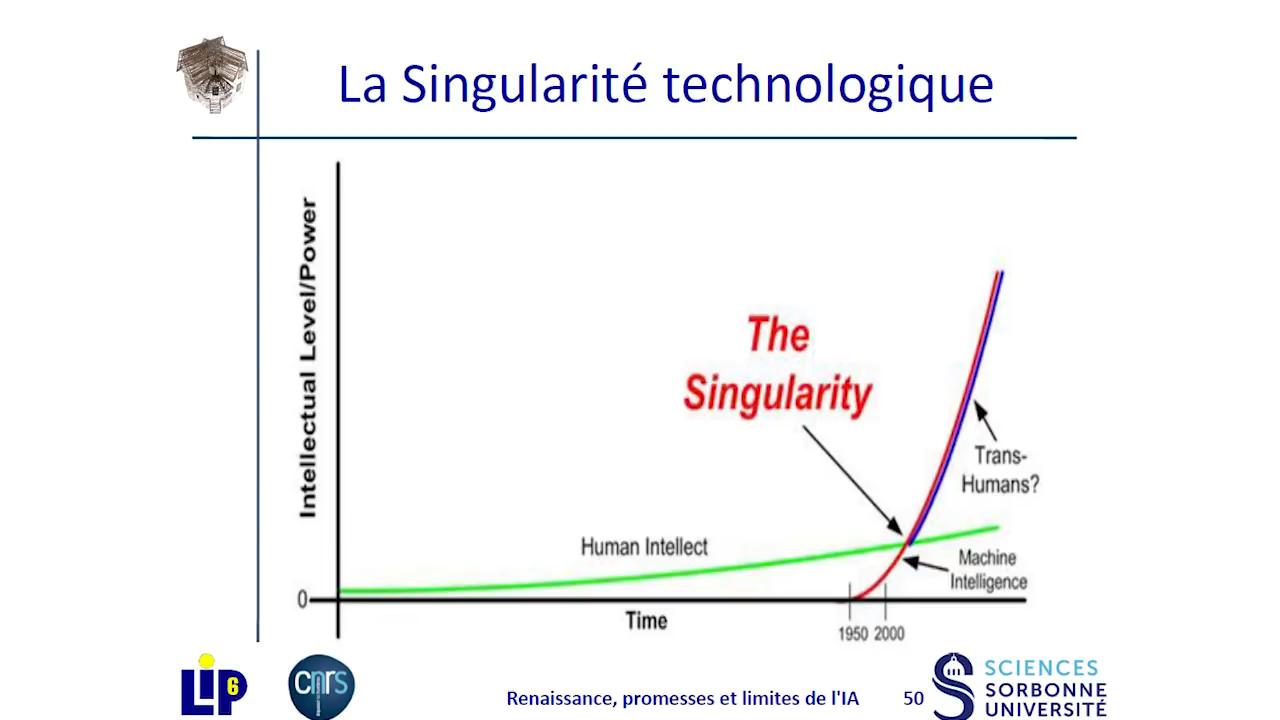 La Singularité technologique
Intellectual Level/Power
The
Singularity
Trans-
Humans?
Human Intellect
Machine
Intelligence
0
Time
1950 2000
LIP6
cnrs
Renaissance, promesses et limites de l'IA 50
SCIENCES
SORBONNE
UNIVERSITÉ